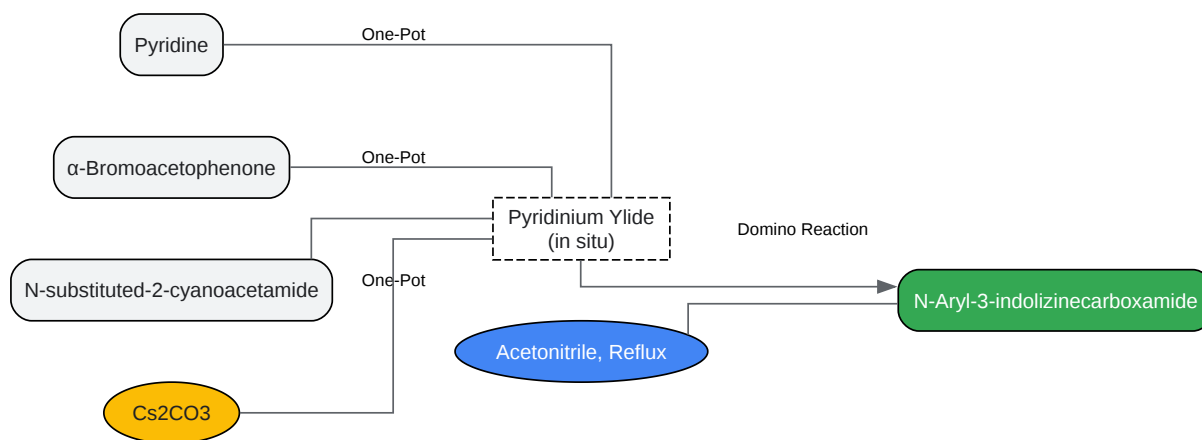 Pyridine
One-Pot
α-Bromoacetophenone
One-Pot
Pyridinium Ylide
(in situ)
Domino Reaction
N-substituted-2-cyanoacetamide
One-Pot
N-Aryl-3-indolizinecarboxamide
Acetonitrile, Reflux
Cs2CO3